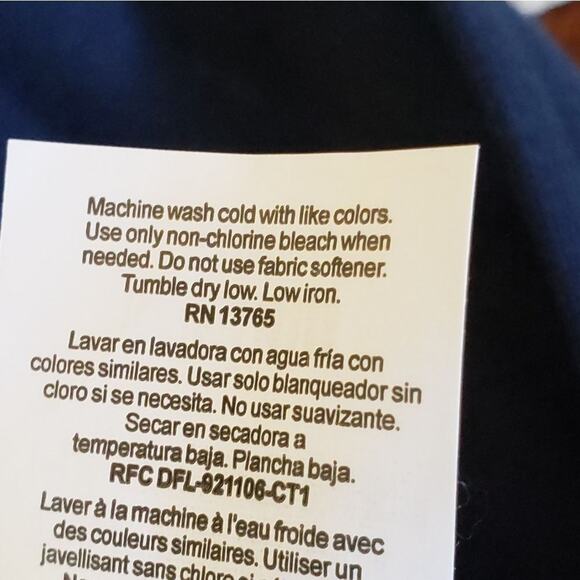 Machine wash cold with like colors.
Use only non-chlorine bleach when
needed. Do not use fabric softener.
Tumble dry low. Low iron.
RN 13765
Lavar en lavadora con agua fría con
colores similares. Usar solo blanqueador sin
cloro si se necesita. No usar suavizante.
Secar en secadora a
temperatura baja. Plancha baja.
RFC DFL-921106-CT1
Laver à la machine à l'eau froide avec
des couleurs similaires. Utiliser un
javellisant sans chlore si